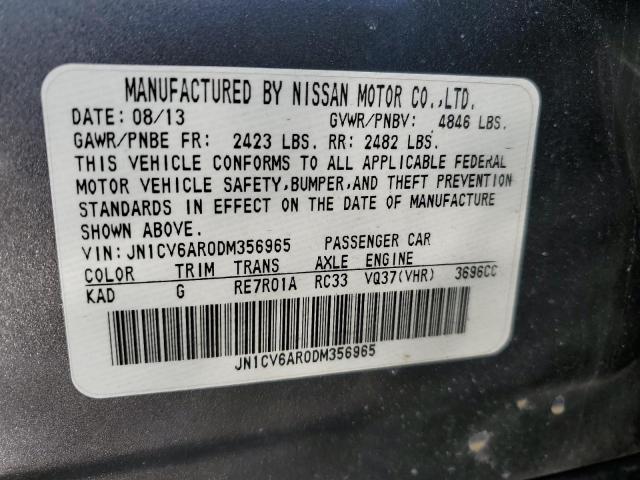 MANUFACTURED BY NISSAN MOTOR CO.,LTD.
DATE: 08/13 GVWR/PNBV: 4846 LBS.
GAWR/PNBE FR: 2423 LBS. RR: 2482 LBS.
THIS VEHICLE CONFORMS TO ALL APPLICABLE FEDERAL
MOTOR VEHICLE SAFETY,BUMPER,AND THEFT PREVENTION
STANDARDS IN EFFECT ON THE DATE OF MANUFACTURE
SHOWN ABOVE.
VIN: JN1CV6AR0DM356965 PASSENGER CAR
COLOR TRIM TRANS AXLE ENGINE
KAD G RE7R01A RC33 VQ37(VHR) 3696CC
JN1CV6AR0DM356965